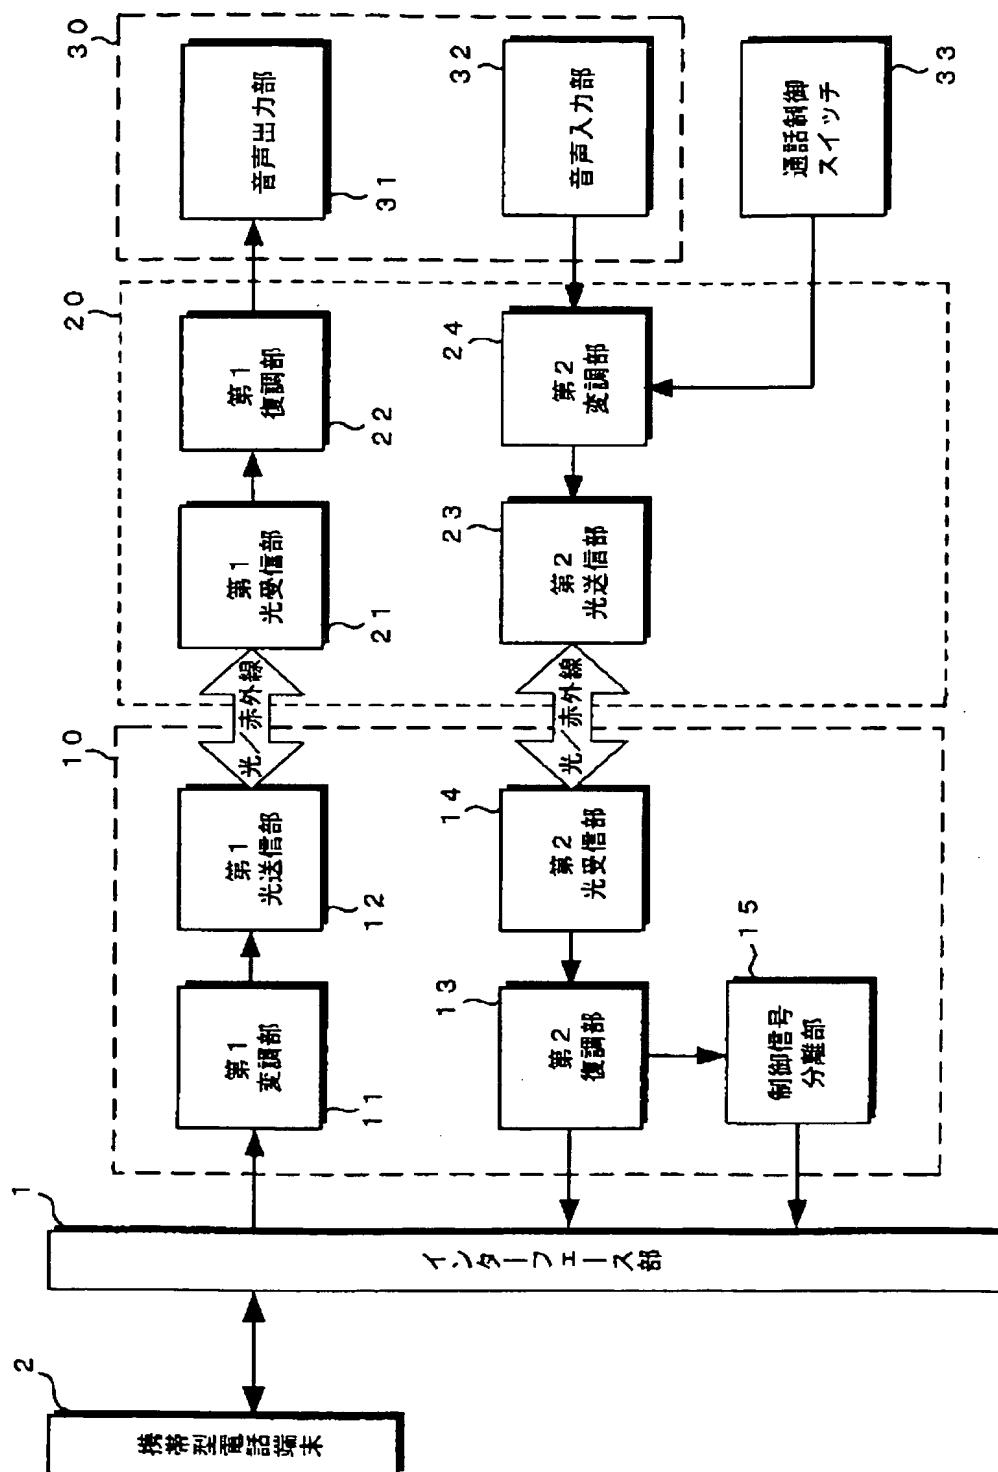 30
音声出力部
31
32
音声入力部
通話制御
スイッチ
33
20
第1
復調部
22
24
第2
変調部
第1
光受信部
21
23
第2
光送信部
光／赤外線
光／赤外線
10
第1
光送信部
12
14
第2
光受信部
第1
変調部
11
13
第2
復調部
15
制御信号
分離部
1
インターフェース部
2
携帯型電話端末